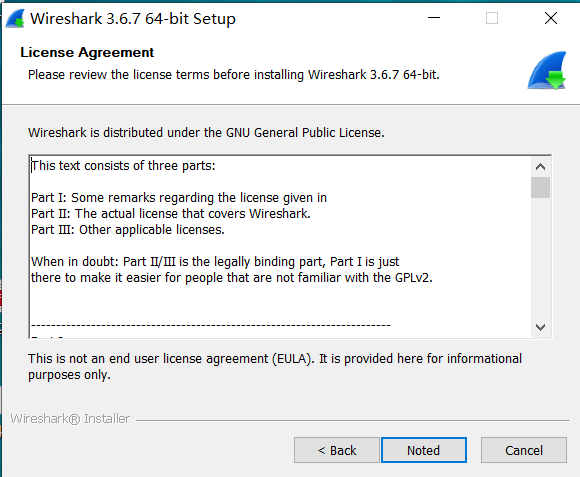 Wireshark 3.6.7 64-bit Setup
License Agreement
Please review the license terms before installing Wireshark 3.6.7 64-bit.
Wireshark is distributed under the GNU General Public License.
This text consists of three parts:
Part I: Some remarks regarding the license given in
Part II: The actual license that covers Wireshark.
Part III: Other applicable licenses.
When in doubt: Part II/III is the legally binding part, Part I is just
there to make it easier for people that are not familiar with the GPLv2.
-----------------------------------------------------------------------
This is not an end user license agreement (EULA). It is provided here for informational
purposes only.
Wireshark® Installer
< Back Noted Cancel